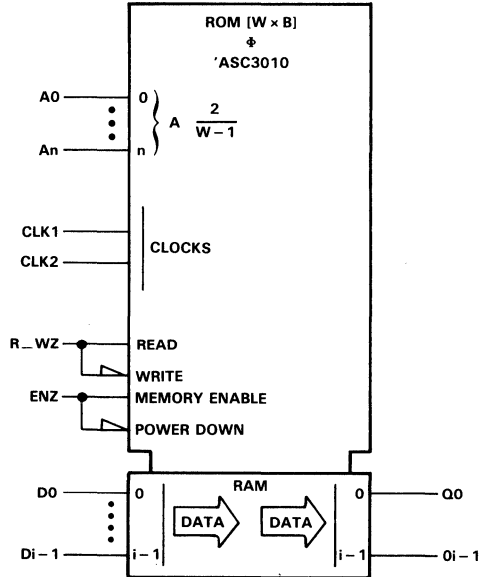 ROM [W × B]
Φ
'ASC3010
A0 0
An n
A 2
W−1
CLK1
CLK2
CLOCKS
R_WZ READ
WRITE
ENZ MEMORY ENABLE
POWER DOWN
RAM
D0 0 DATA DATA 0 Q0
Di−1 i−1 i−1 0i−1